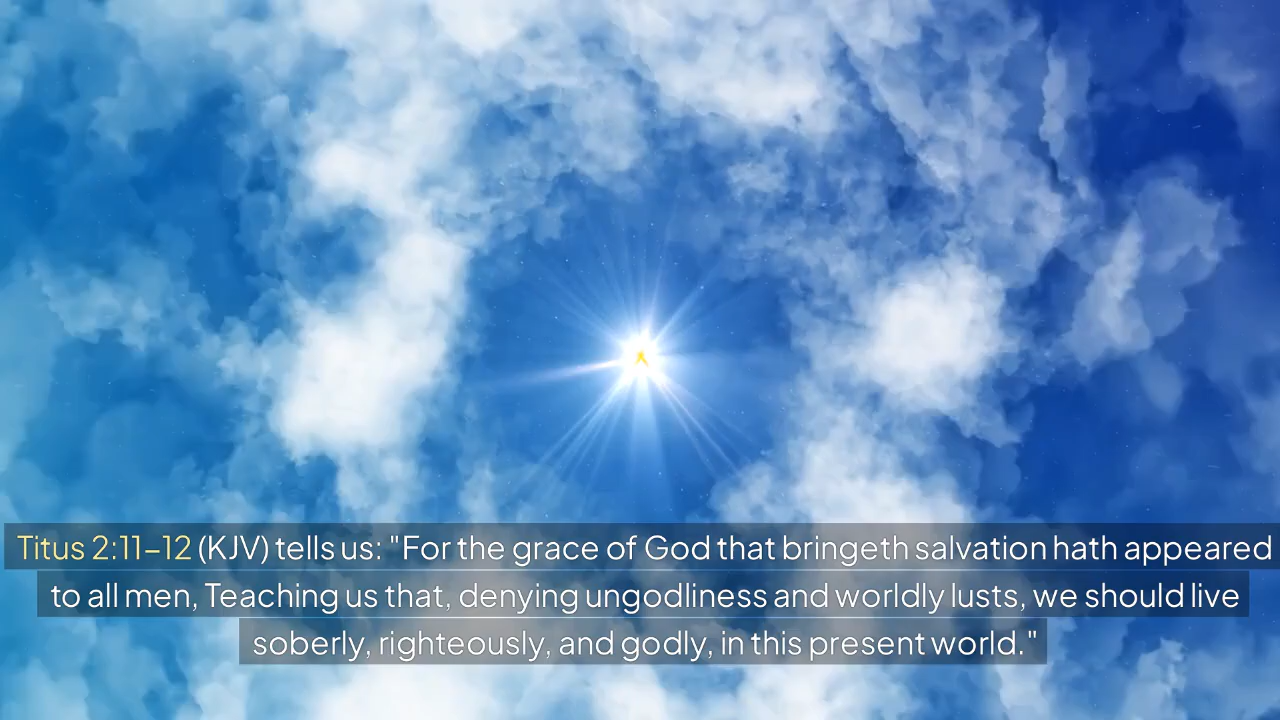 Titus 2:11–12 (KJV) tells us: "For the grace of God that bringeth salvation hath appeared
to all men, Teaching us that, denying ungodliness and worldly lusts, we should live
soberly, righteously, and godly, in this present world."